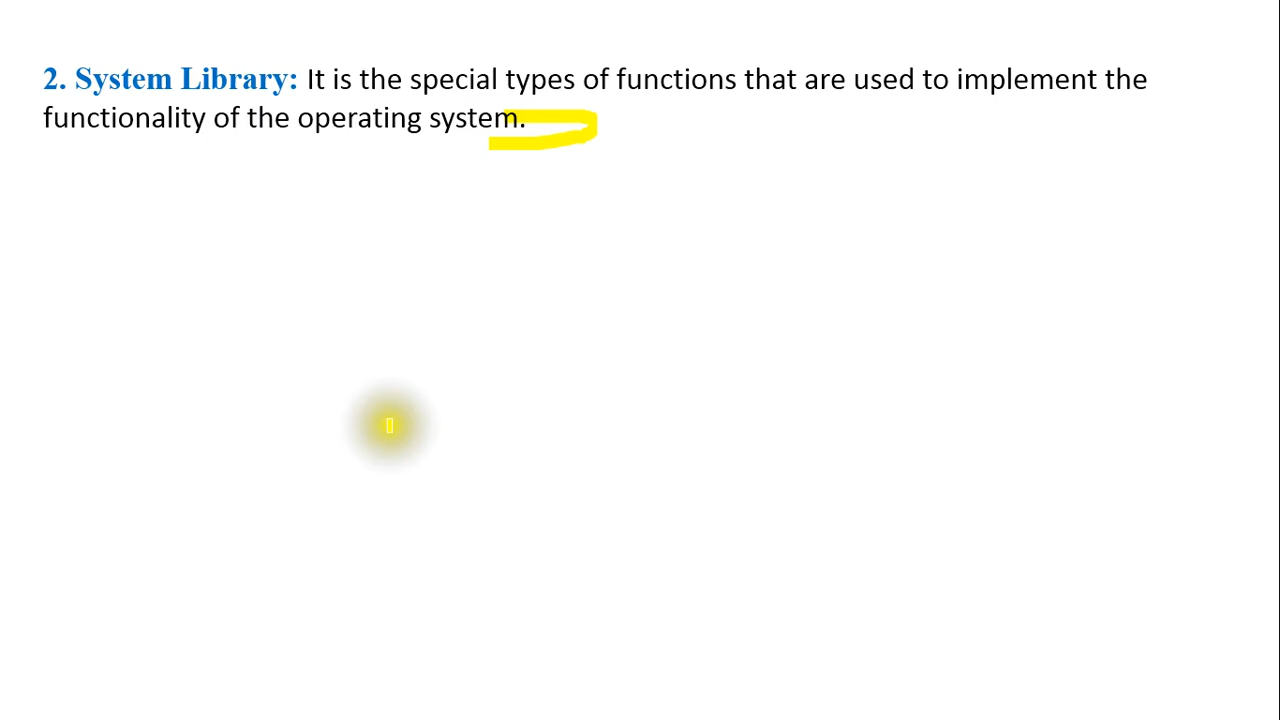 2. System Library: It is the special types of functions that are used to implement the
functionality of the operating system.